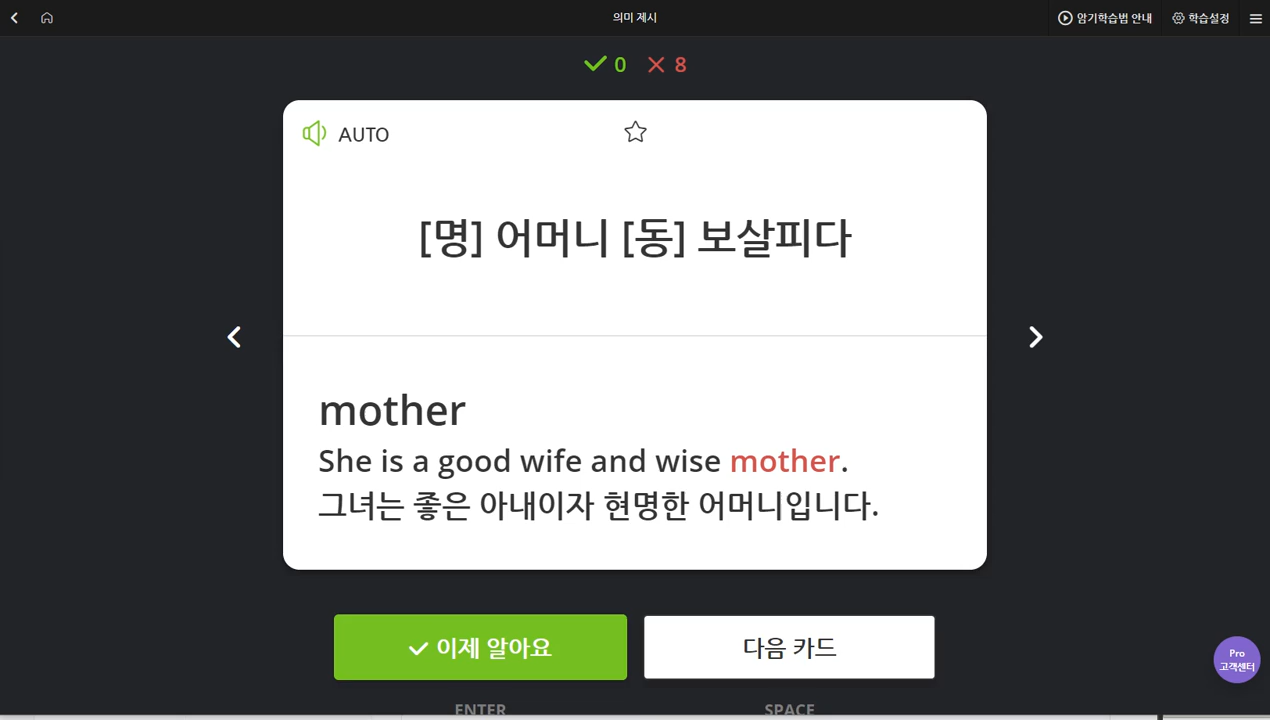 의미 제시
암기학습법 안내
학습설정
0
8
AUTO
[명] 어머니 [동] 보살피다
mother
She is a good wife and wise mother.
그녀는 좋은 아내이자 현명한 어머니입니다.
이제 알아요
다음 카드
Pro
고객센터
ENTER
SPACE